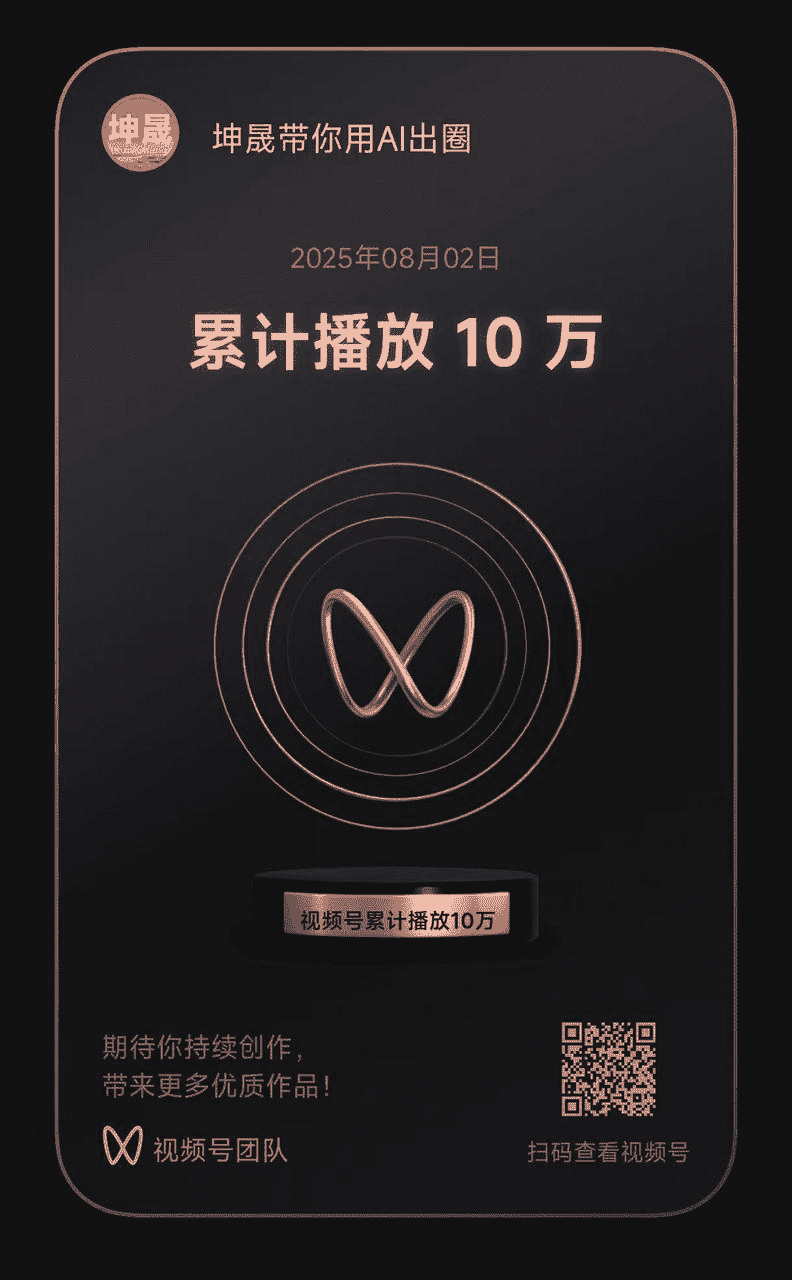 坤晟
坤晟带你用AI出圈
2025年08月02日
累计播放 10 万
视频号累计播放10万
期待你持续创作，
带来更多优质作品！
视频号团队
扫码查看视频号